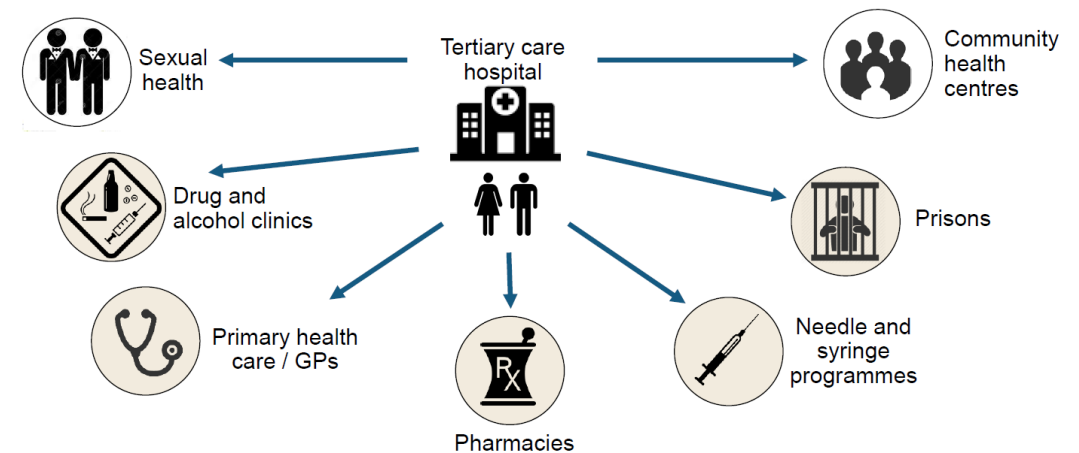 Sexual
health
Tertiary care
hospital
Community
health
centres
Drug and
alcohol clinics
Prisons
Primary health
care / GPs
RX
Pharmacies
Needle and
syringe
programmes